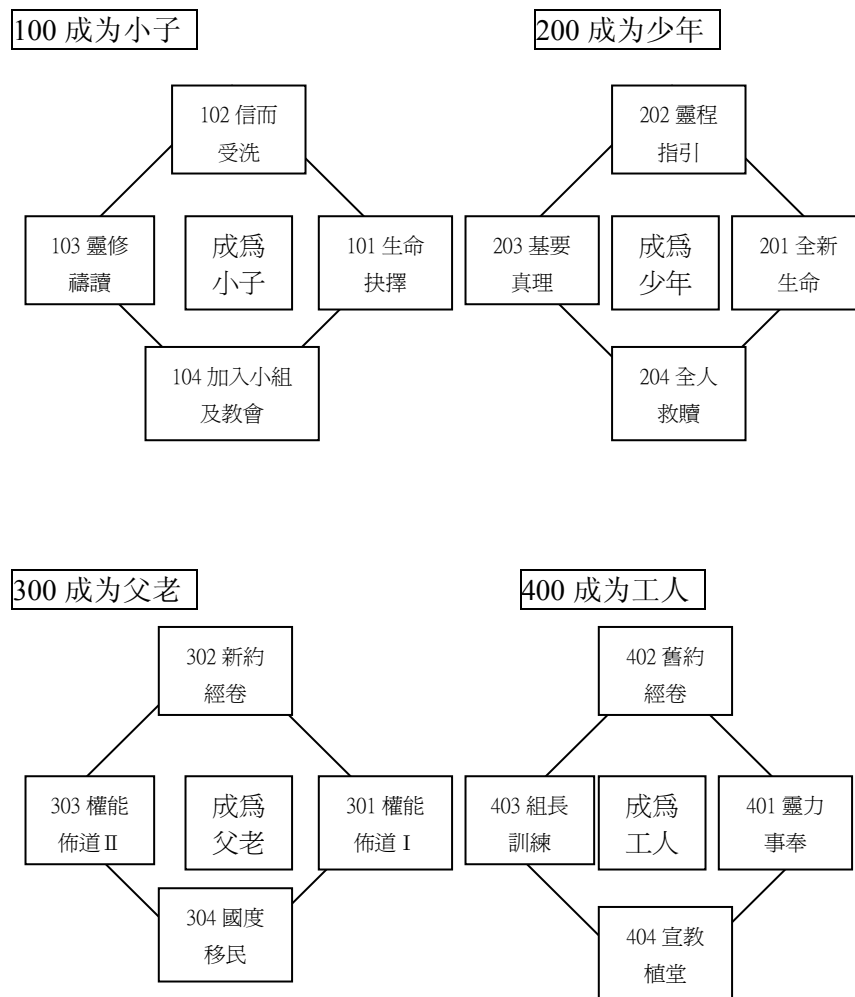 100 成为小子
102 信而
受洗
103 靈修
禱讀
成爲
小子
101 生命
抉擇
104 加入小組
及教會
200 成为少年
202 靈程
指引
203 基要
真理
成爲
少年
201 全新
生命
204 全人
救贖
300 成为父老
302 新約
經卷
303 權能
佈道Ⅱ
成爲
父老
301 權能
佈道Ⅰ
304 國度
移民
400 成为工人
402 舊約
經卷
403 組長
訓練
成爲
工人
401 靈力
事奉
404 宣教
植堂